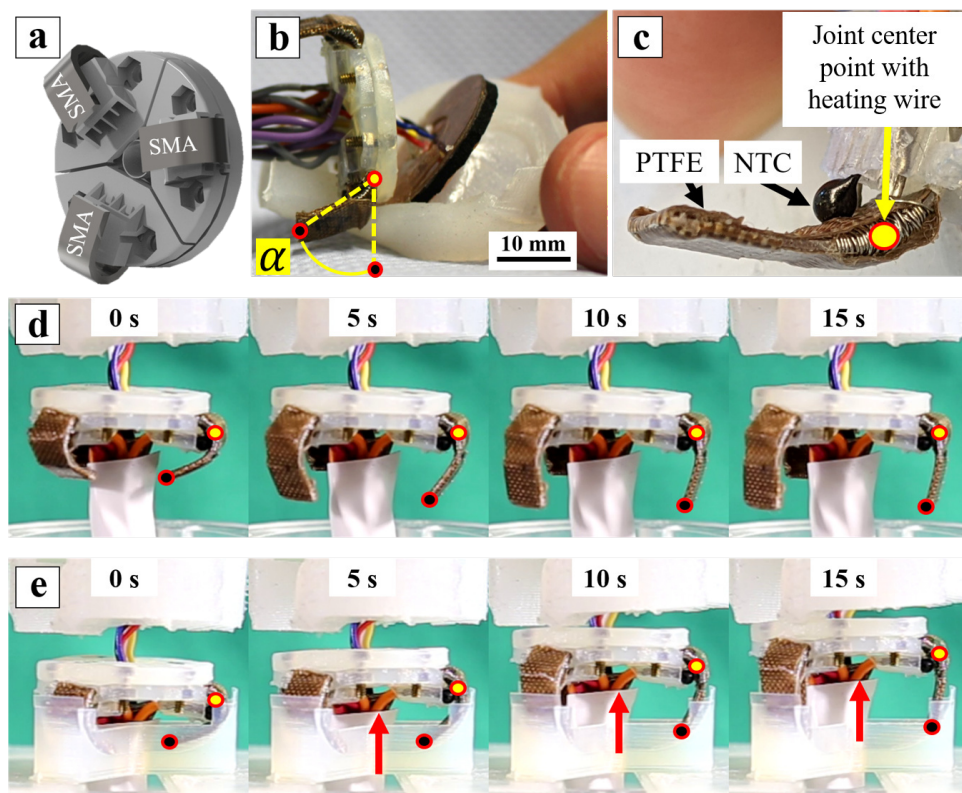 a
SMA
SMA
SMA
b
α
10 mm
c
Joint center
point with
heating wire
PTFE
NTC
d
0 s
5 s
10 s
15 s
e
0 s
5 s
10 s
15 s